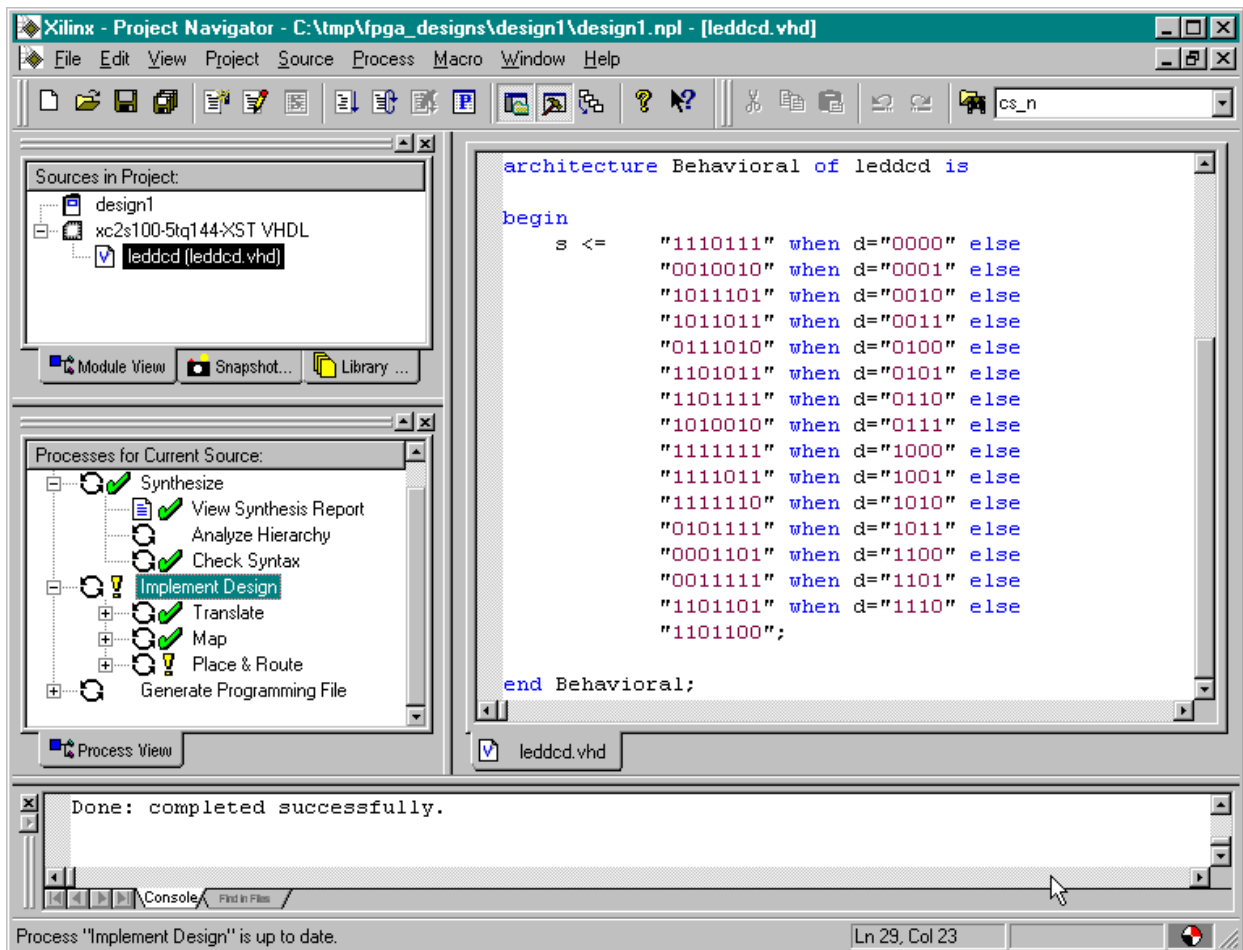 Xilinx - Project Navigator - C:\tmp\fpga_designs\design1\design1.npl - [leddcd.vhd]
File Edit View Project Source Process Macro Window Help
cs_n
Sources in Project:
design1
xc2s100-5tq144-XST VHDL
leddcd (leddcd.vhd)
Module View Snapshot... Library ...
Processes for Current Source:
Synthesize
View Synthesis Report
Analyze Hierarchy
Check Syntax
Implement Design
Translate
Map
Place & Route
Generate Programming File
Process View
architecture Behavioral of leddcd is
begin
s <= "1110111" when d="0000" else
"0010010" when d="0001" else
"1011101" when d="0010" else
"1011011" when d="0011" else
"0111010" when d="0100" else
"1101011" when d="0101" else
"1101111" when d="0110" else
"1010010" when d="0111" else
"1111111" when d="1000" else
"1111011" when d="1001" else
"1111110" when d="1010" else
"0101111" when d="1011" else
"0001101" when d="1100" else
"0011111" when d="1101" else
"1101101" when d="1110" else
"1101100";
end Behavioral;
leddcd.vhd
Done: completed successfully.
Console Find in Files
Process "Implement Design" is up to date.
Ln 29, Col 23